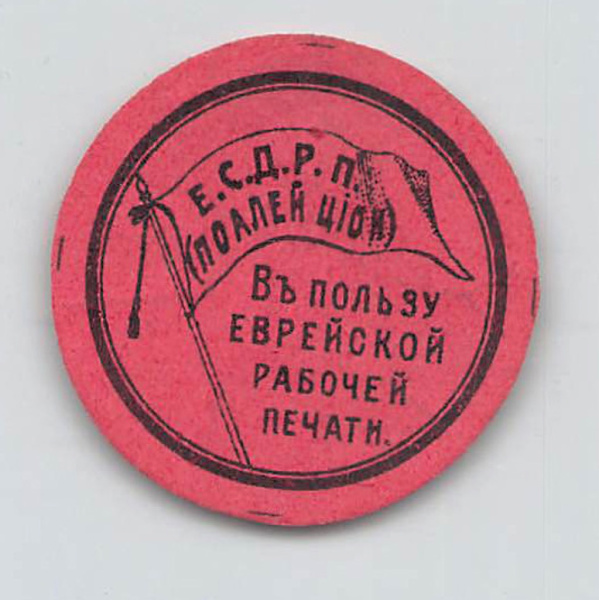 Е.С.Д.Р.П.
(ПОАЛЕЙ ЦІОН)
Въ ПОЛЬЗУ
ЕВРЕЙСКОЙ
РАБОЧЕЙ
ПЕЧАТИ.